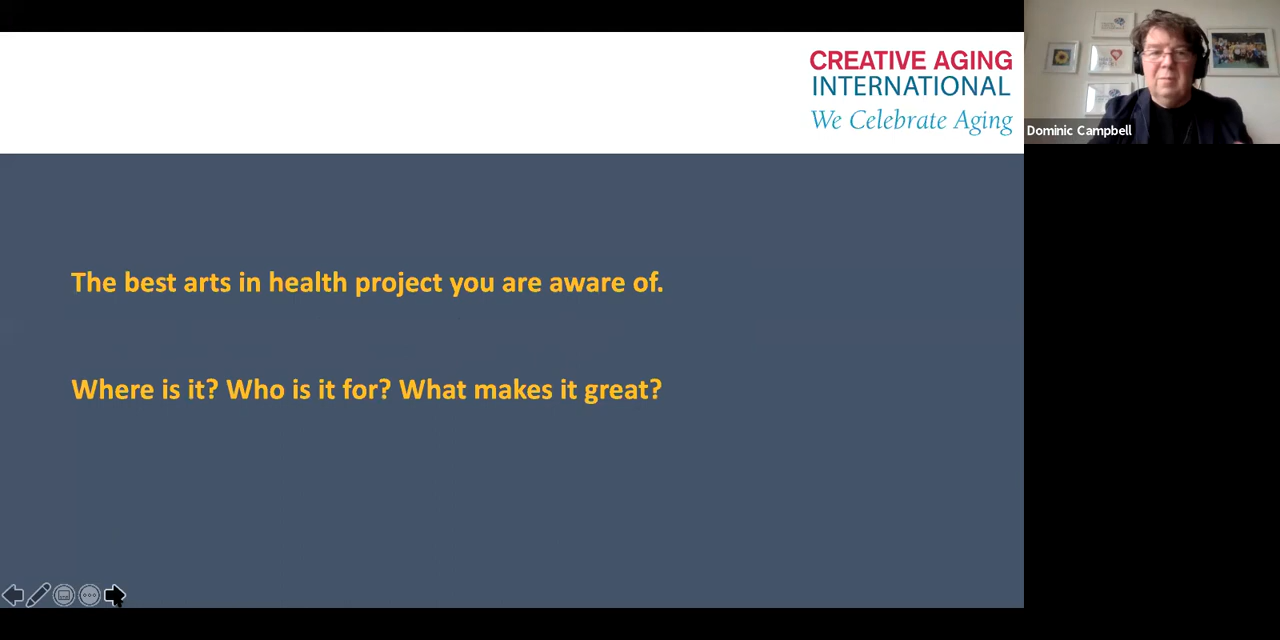 CREATIVE AGING
INTERNATIONAL
We Celebrate Aging
Dominic Campbell
The best arts in health project you are aware of.
Where is it? Who is it for? What makes it great?